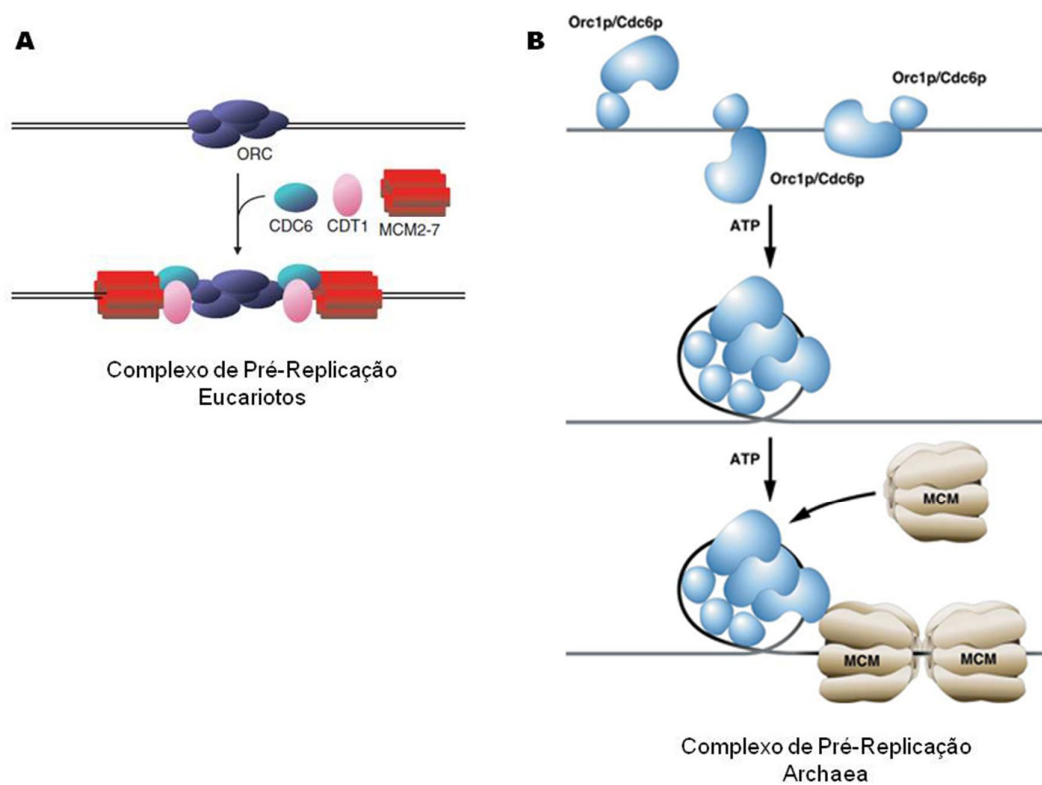 A
ORC
CDC6
CDT1
MCM2-7
Complexo de Pré-Replicação
Eucariotos
B
Orc1p/Cdc6p
Orc1p/Cdc6p
Orc1p/Cdc6p
ATP
ATP
MCM
MCM
MCM
Complexo de Pré-Replicação
Archaea